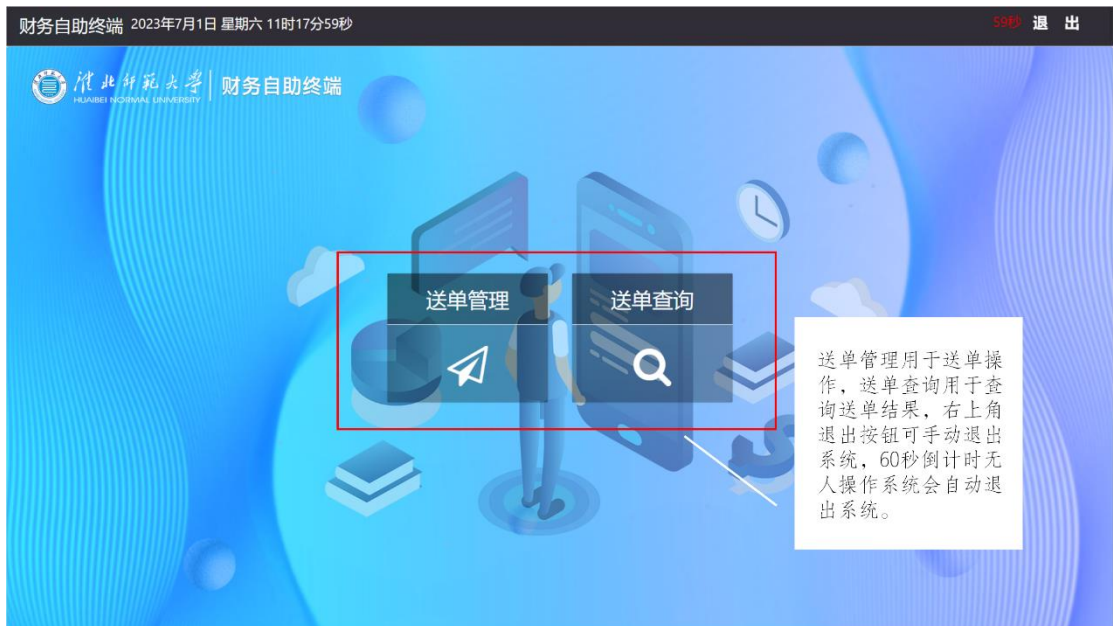 财务自助终端 2023年7月1日 星期六 11时17分59秒
59秒 退 出
淮北师范大学 财务自助终端
HUAIBEI NORMAL UNIVERSITY
送单管理
送单查询
送单管理用于送单操
作，送单查询用于查
询送单结果，右上角
退出按钮可手动退出
系统，60秒倒计时无
人操作系统会自动退
出系统。